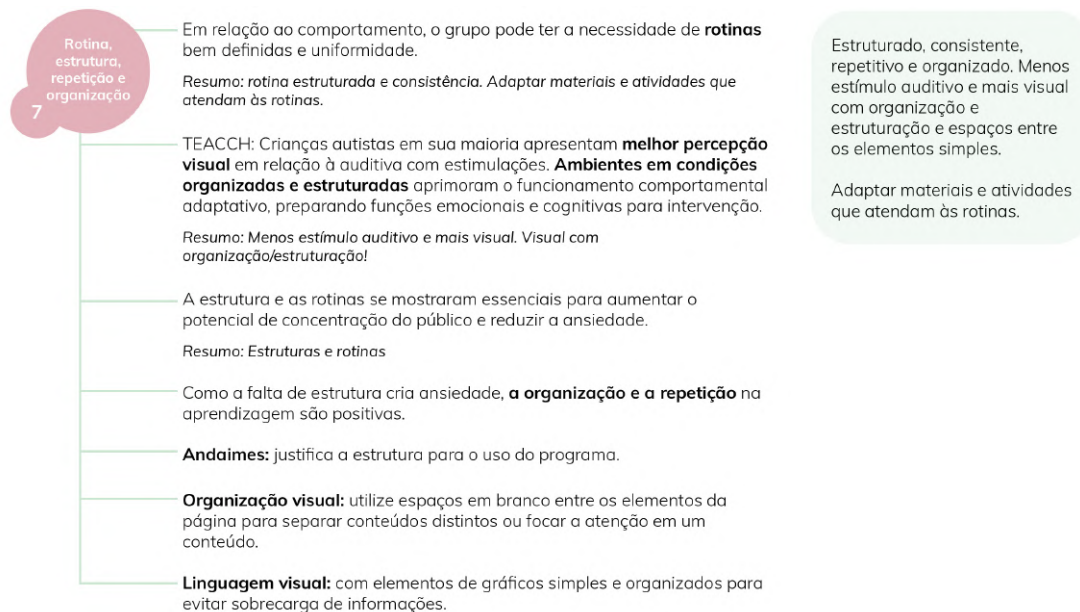 Rotina,
estrutura,
repetição e
organização
7
Em relação ao comportamento, o grupo pode ter a necessidade de rotinas
bem definidas e uniformidade.
Resumo: rotina estruturada e consistência. Adaptar materiais e atividades que
atendam às rotinas.
TEACCH: Crianças autistas em sua maioria apresentam melhor percepção
visual em relação à auditiva com estimulações. Ambientes em condições
organizadas e estruturadas aprimoram o funcionamento comportamental
adaptativo, preparando funções emocionais e cognitivas para intervenção.
Resumo: Menos estímulo auditivo e mais visual. Visual com
organização/estruturação!
A estrutura e as rotinas se mostraram essenciais para aumentar o
potencial de concentração do público e reduzir a ansiedade.
Resumo: Estruturas e rotinas
Como a falta de estrutura cria ansiedade, a organização e a repetição na
aprendizagem são positivas.
Andaimes: justifica a estrutura para o uso do programa.
Organização visual: utilize espaços em branco entre os elementos da
página para separar conteúdos distintos ou focar a atenção em um
conteúdo.
Linguagem visual: com elementos de gráficos simples e organizados para
evitar sobrecarga de informações.
Estruturado, consistente,
repetitivo e organizado. Menos
estímulo auditivo e mais visual
com organização e
estruturação e espaços entre
os elementos simples.
Adaptar materiais e atividades
que atendam às rotinas.